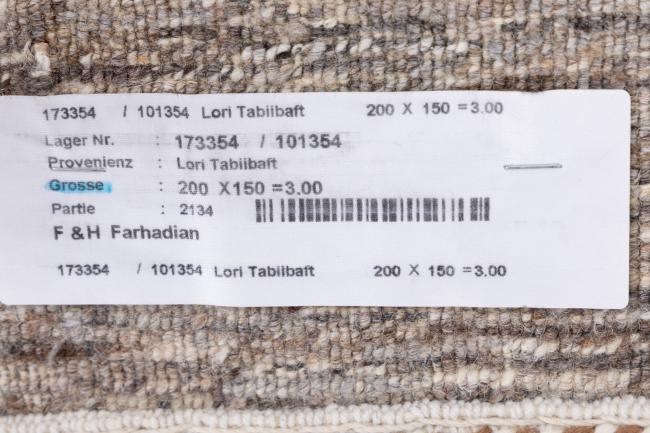 173354 / 101354 Lori Tabiibaft 200 X 150 =3.00
Lager Nr. : 173354 / 101354
Provenienz : Lori Tabiibaft
Grosse : 200 X150 =3.00
Partie : 2134
F &H Farhadian
173354 / 101354 Lori Tabiibaft 200 X 150 =3.00